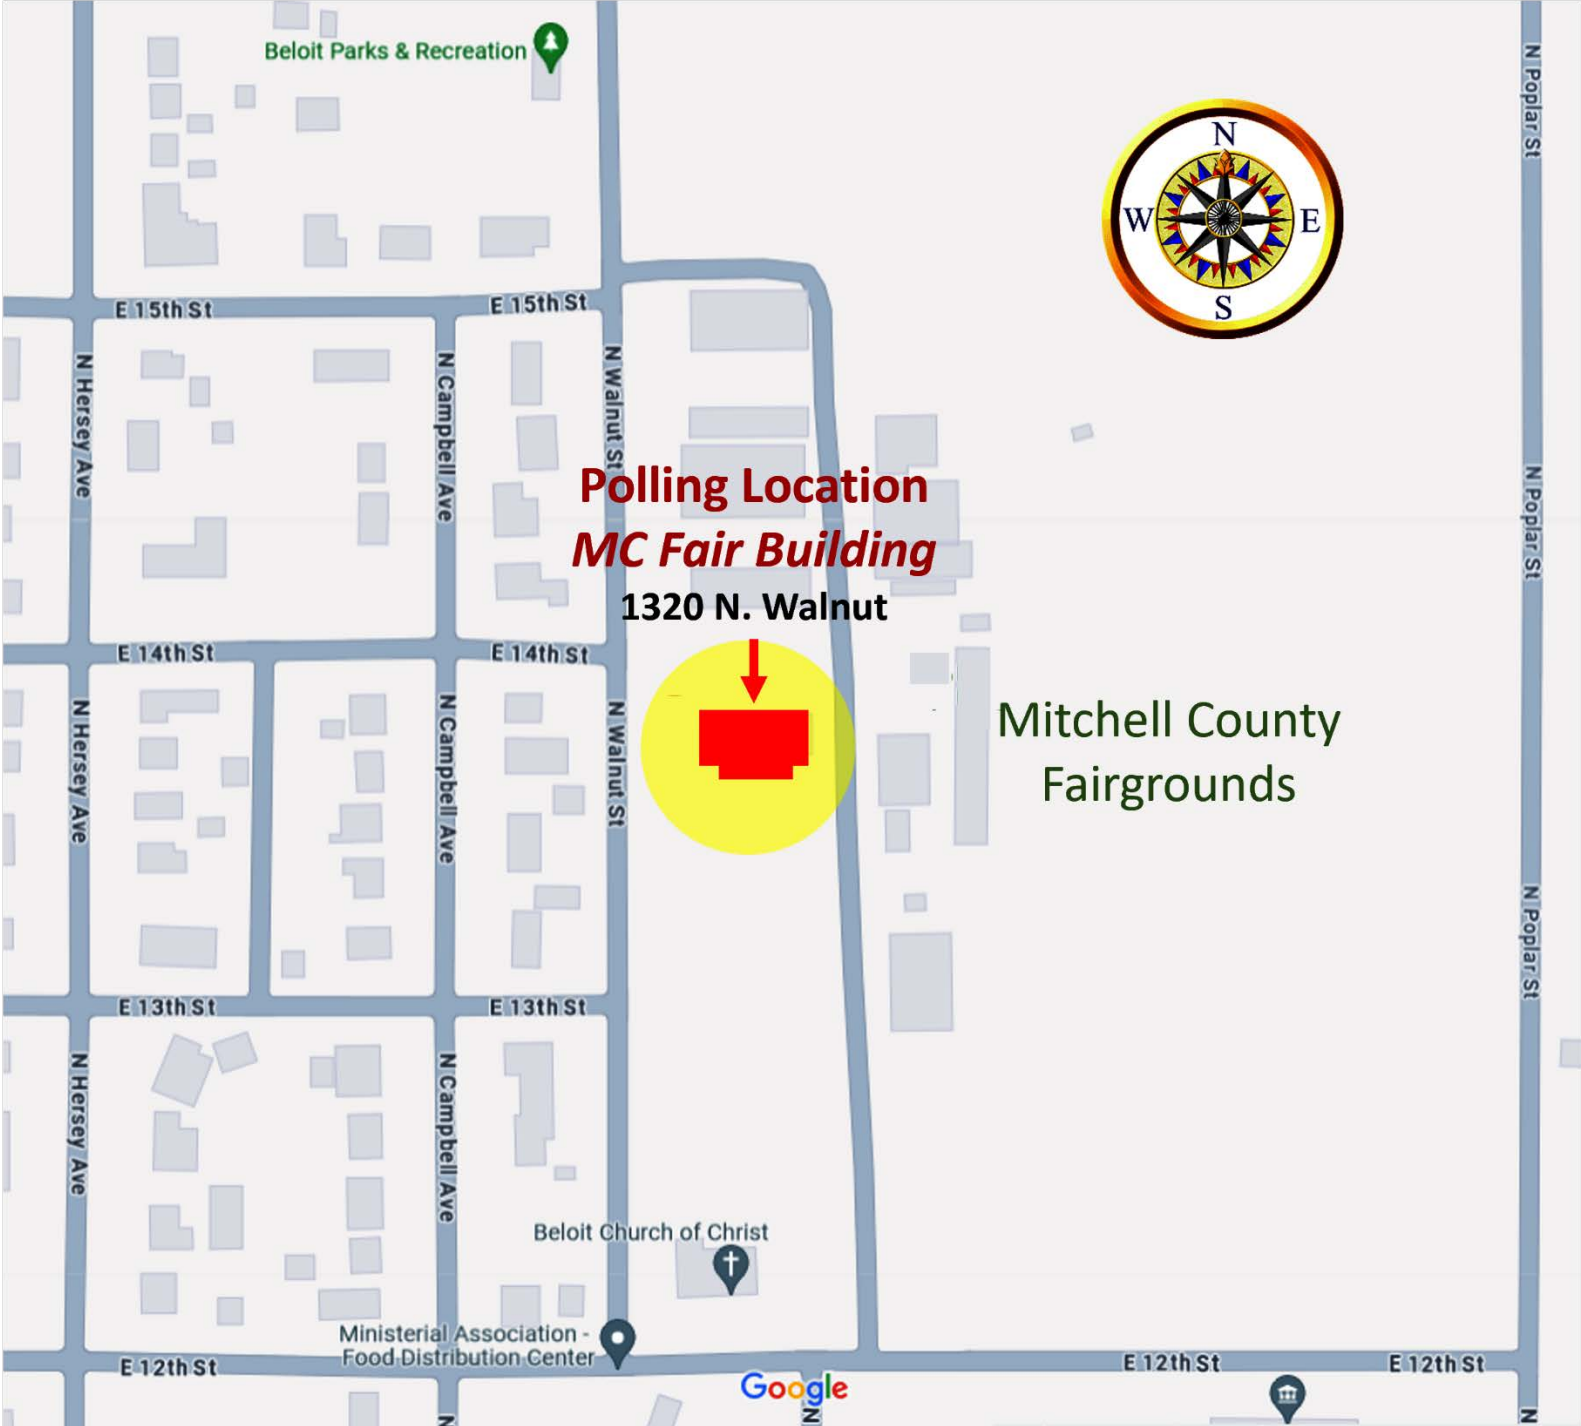 Beloit Parks & Recreation
N Poplar St
N
W
E
S
E 15th St
E 15th St
N Hersey Ave
N Campbell Ave
N Walnut St
Polling Location
MC Fair Building
1320 N. Walnut
N Poplar St
E 14th St
E 14th St
N Hersey Ave
N Campbell Ave
N Walnut St
Mitchell County
Fairgrounds
N Poplar St
E 13th St
E 13th St
N Hersey Ave
N Campbell Ave
Beloit Church of Christ
Ministerial Association -
Food Distribution Center
E 12th St
E 12th St
E 12th St
Google
N
N
N